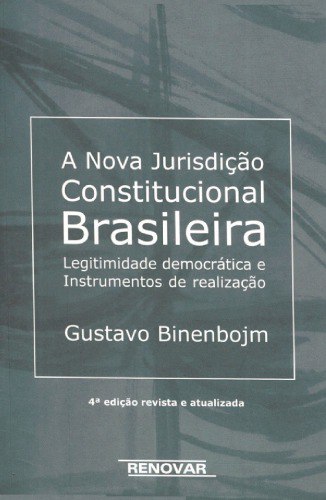 A Nova Jurisdição
Constitucional
Brasileira
Legitimidade democrática e
Instrumentos de realização
Gustavo Binenbojm
4ª edição revista e atualizada
RENOVAR